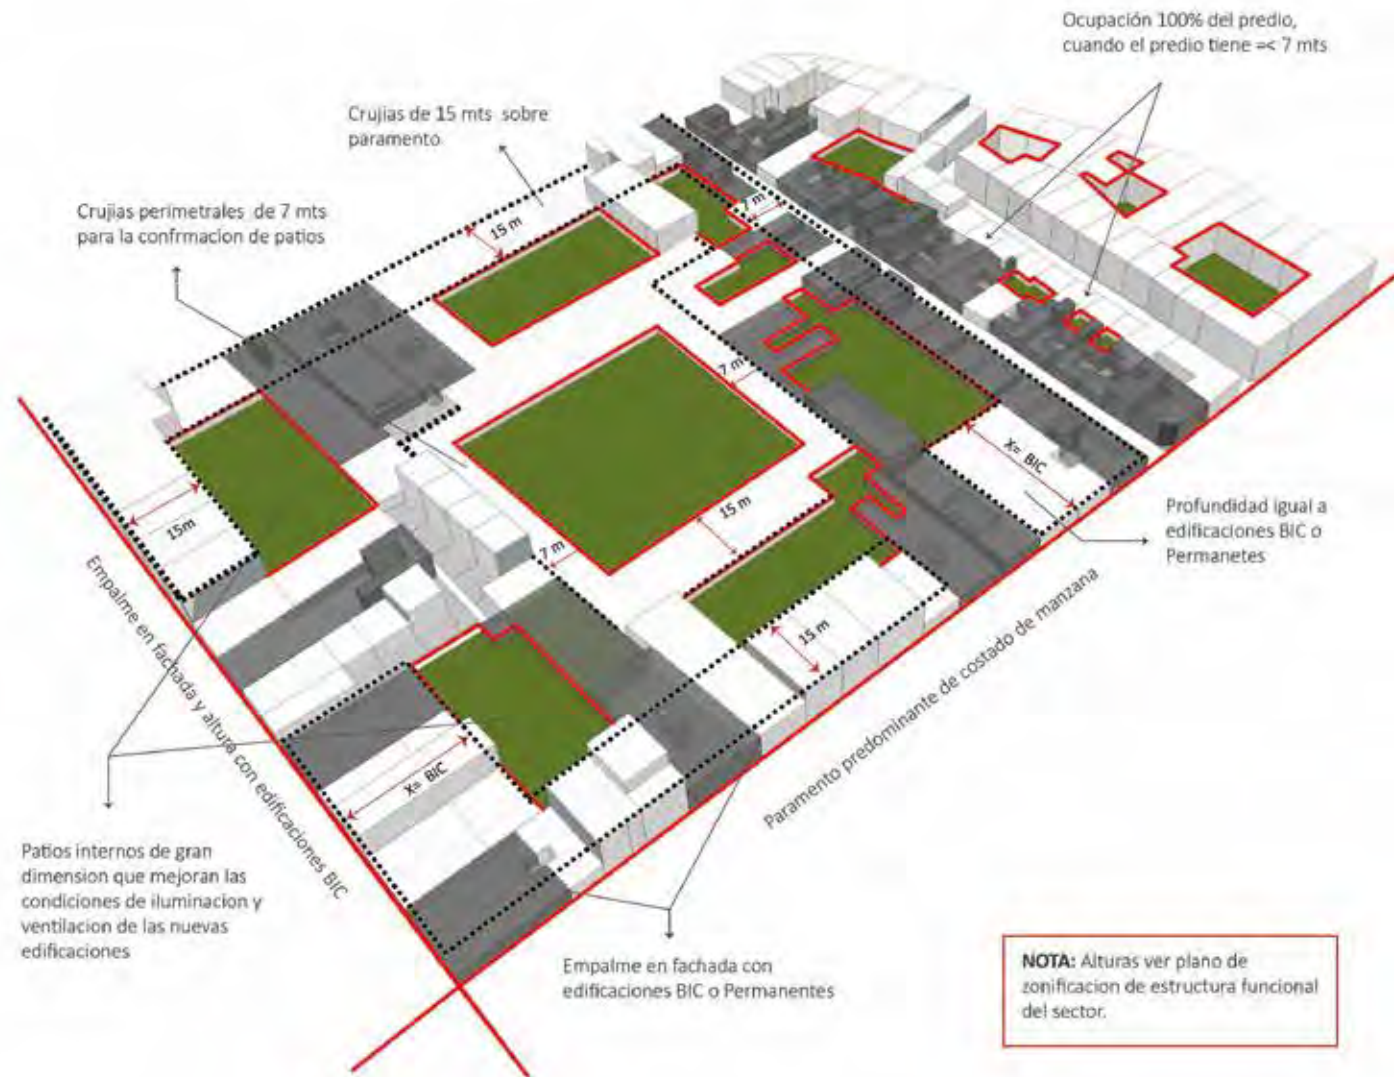 Ocupación 100% del predio,
cuando el predio tiene =< 7 mts
Crujias de 15 mts sobre
paramento
Crujias perimetrales de 7 mts
para la confrmacion de patios
15 m
7 m
7 m
15 m
7 m
15 m
15m
X= BIC
X= BIC
Profundidad igual a
edificaciones BIC o
Permanetes
Empalme en fachada y altura con edificaciones BIC
Paramento predominante de costado de manzana
Patios internos de gran
dimension que mejoran las
condiciones de iluminacion y
ventilacion de las nuevas
edificaciones
Empalme en fachada con
edificaciones BIC o Permanentes
NOTA: Alturas ver plano de
zonificacion de estructura funcional
del sector.